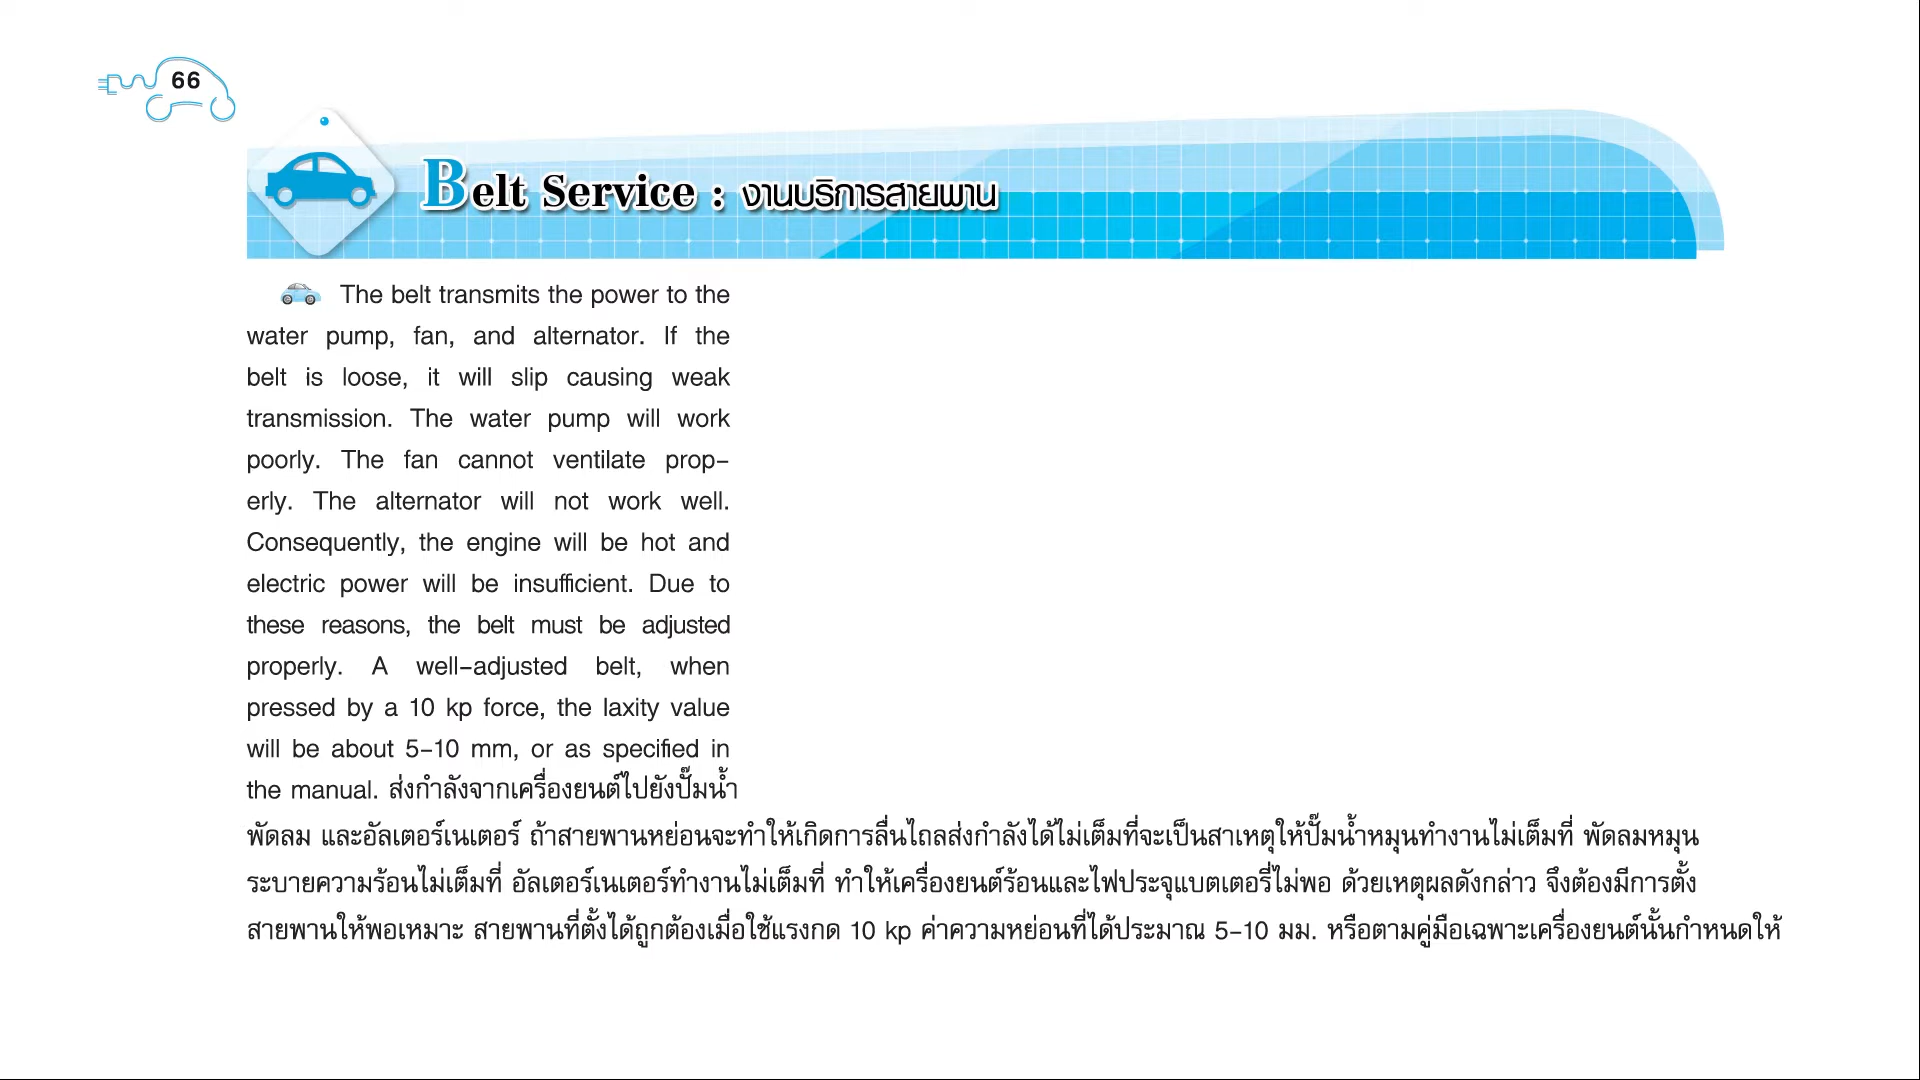 66
Belt Service : งานบริการสายพาน
The belt transmits the power to the
water pump, fan, and alternator. If the
belt is loose, it will slip causing weak
transmission. The water pump will work
poorly. The fan cannot ventilate prop-
erly. The alternator will not work well.
Consequently, the engine will be hot and
electric power will be insufficient. Due to
these reasons, the belt must be adjusted
properly. A well-adjusted belt, when
pressed by a 10 kp force, the laxity value
will be about 5-10 mm, or as specified in
the manual. ส่งกำลังจากเครื่องยนต์ไปยังปั๊มน้ำ
พัดลม และอัลเตอร์เนเตอร์ ถ้าสายพานหย่อนจะทำให้เกิดการลื่นไถลส่งกำลังได้ไม่เต็มที่จะเป็นสาเหตุให้ปั๊มน้ำหมุนทำงานไม่เต็มที่ พัดลมหมุน
ระบายความร้อนไม่เต็มที่ อัลเตอร์เนเตอร์ทำงานไม่เต็มที่ ทำให้เครื่องยนต์ร้อนและไฟประจุแบตเตอรี่ไม่พอ ด้วยเหตุผลดังกล่าว จึงต้องมีการตั้ง
สายพานให้พอเหมาะ สายพานที่ตั้งได้ถูกต้องเมื่อใช้แรงกด 10 kp ค่าความหย่อนที่ได้ประมาณ 5-10 มม. หรือตามคู่มือเฉพาะเครื่องยนต์นั้นกำหนดให้